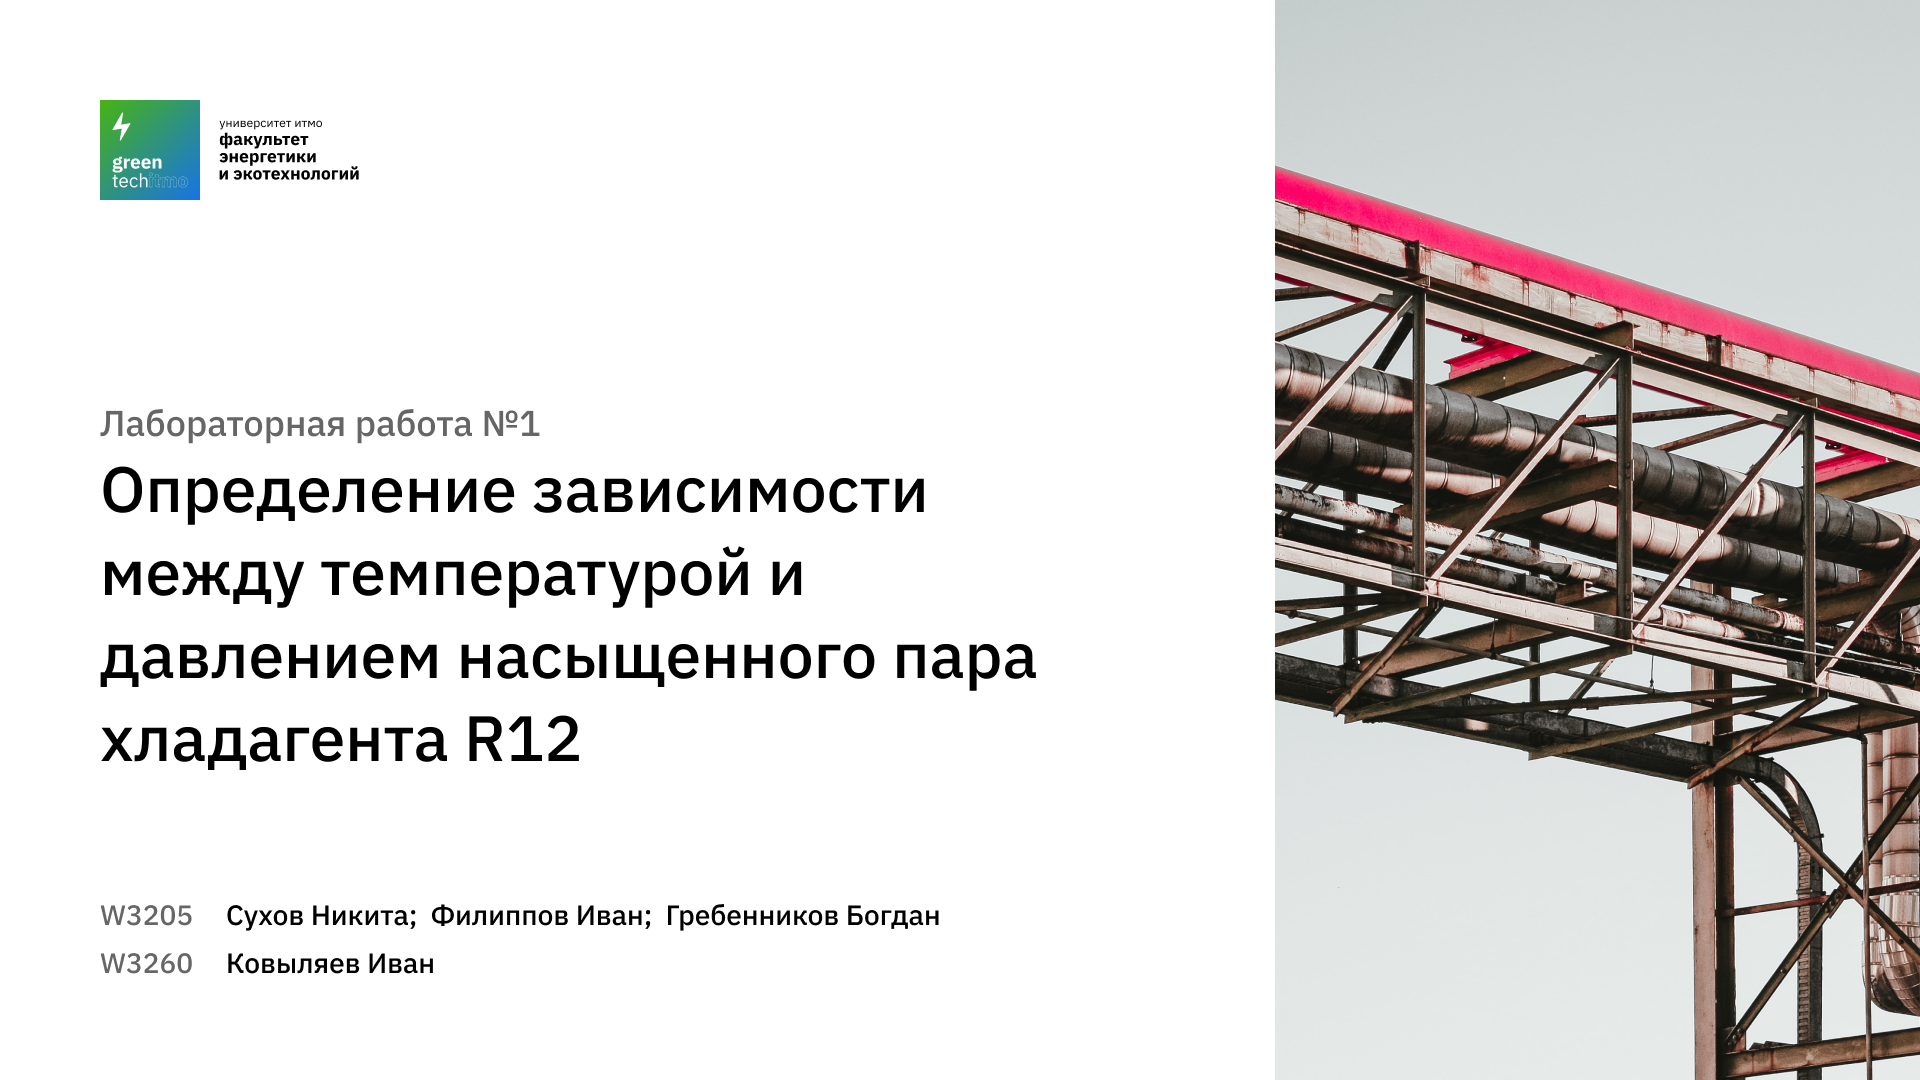 green
techitmo
университет итмо
факультет
энергетики
и экотехнологий
Лабораторная работа №1
Определение зависимости
между температурой и
давлением насыщенного пара
хладагента R12
W3205 Сухов Никита; Филиппов Иван; Гребенников Богдан
W3260 Ковыляев Иван